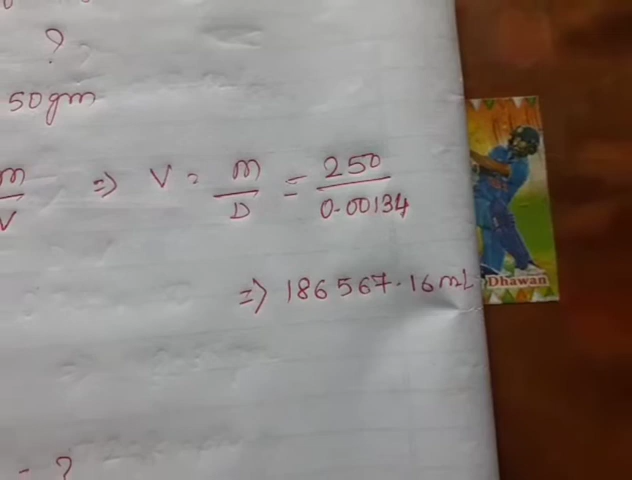 ?
50gm
m/V => V = m/D = 250/0.00134
=> 186567.16mL
Dhawan
- ?